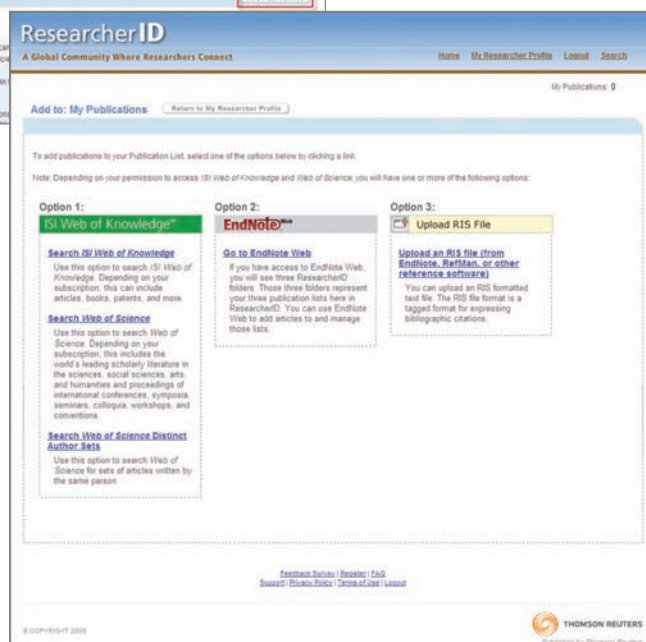 ResearcherID
A Global Community Where Researchers Connect
Home My Researcher Profile Logout Search
My Publications: 0
Add to: My Publications Return to My Researcher Profile
To add publications to your Publication List, select one of the options below by clicking a link.
Note: Depending on your permission to access ISI Web of Knowledge and Web of Science, you will have one or more of the following options:
Option 1:
ISI Web of Knowledge℠
Search ISI Web of Knowledge
Use this option to search ISI Web of
Knowledge. Depending on your
subscription, this can include
articles, books, patents, and more.
Search Web of Science
Use this option to search Web of
Science. Depending on your
subscription, this includes the
world's leading scholarly literature in
the sciences, social sciences, arts,
and humanities and proceedings of
international conferences, symposia,
seminars, colloquia, workshops, and
conventions.
Search Web of Science Distinct
Author Sets
Use this option to search Web of
Science for sets of articles written by
the same person.
Option 2:
EndNote Web
Go to EndNote Web
If you have access to EndNote Web,
you will see three ResearcherID
folders. Those three folders represent
your three publication lists here in
ResearcherID. You can use EndNote
Web to add articles to and manage
those lists.
Option 3:
Upload RIS File
Upload an RIS file (from
EndNote, RefMan, or other
reference software)
You can upload an RIS formatted
text file. The RIS file format is a
tagged format for expressing
bibliographic citations.
Feedback Survey | Register | FAQ
Support | Privacy Policy | Terms of Use | Logout
© COPYRIGHT 2008
THOMSON REUTERS
Published by Thomson Reuters